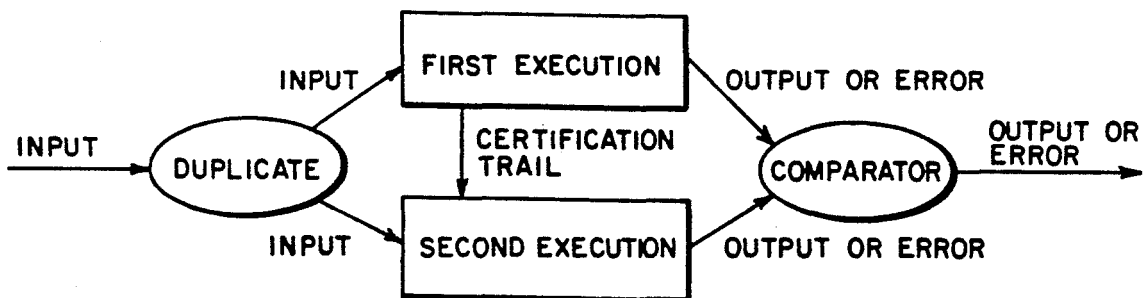 INPUT
DUPLICATE
INPUT
FIRST EXECUTION
OUTPUT OR ERROR
CERTIFICATION
TRAIL
INPUT
SECOND EXECUTION
OUTPUT OR ERROR
COMPARATOR
OUTPUT OR
ERROR